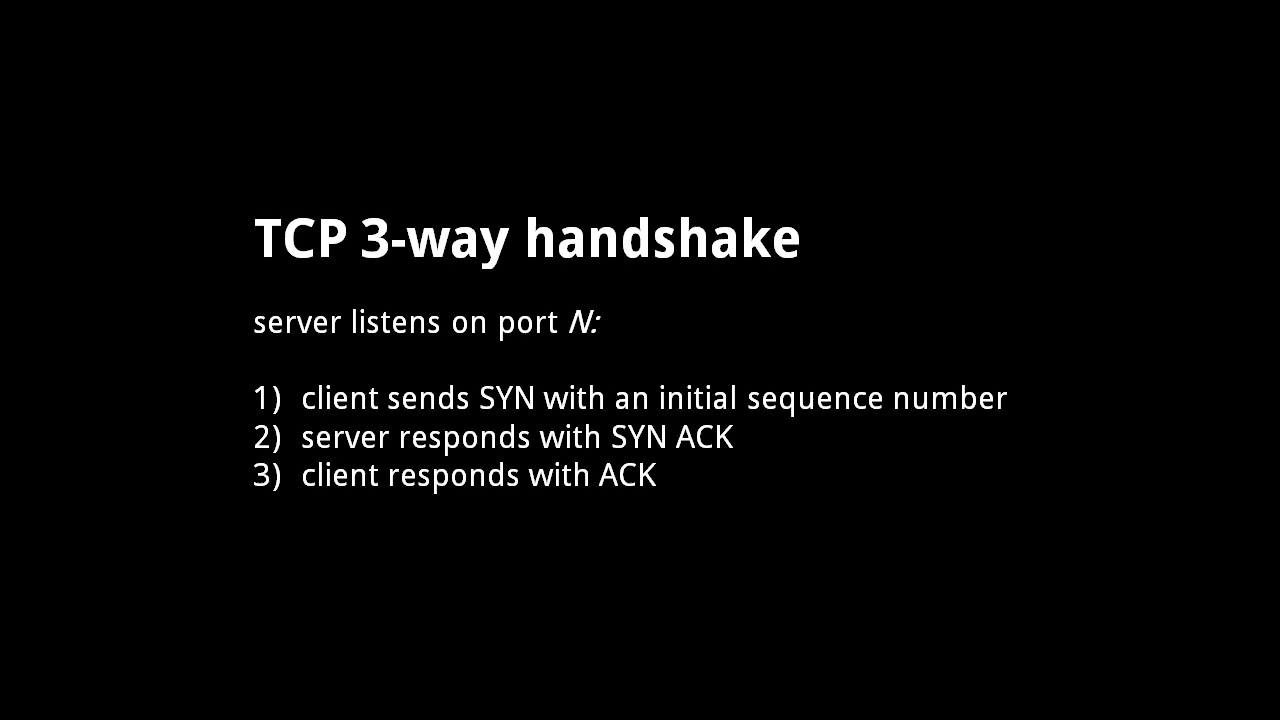 TCP 3-way handshake
server listens on port N:
1) client sends SYN with an initial sequence number
2) server responds with SYN ACK
3) client responds with ACK